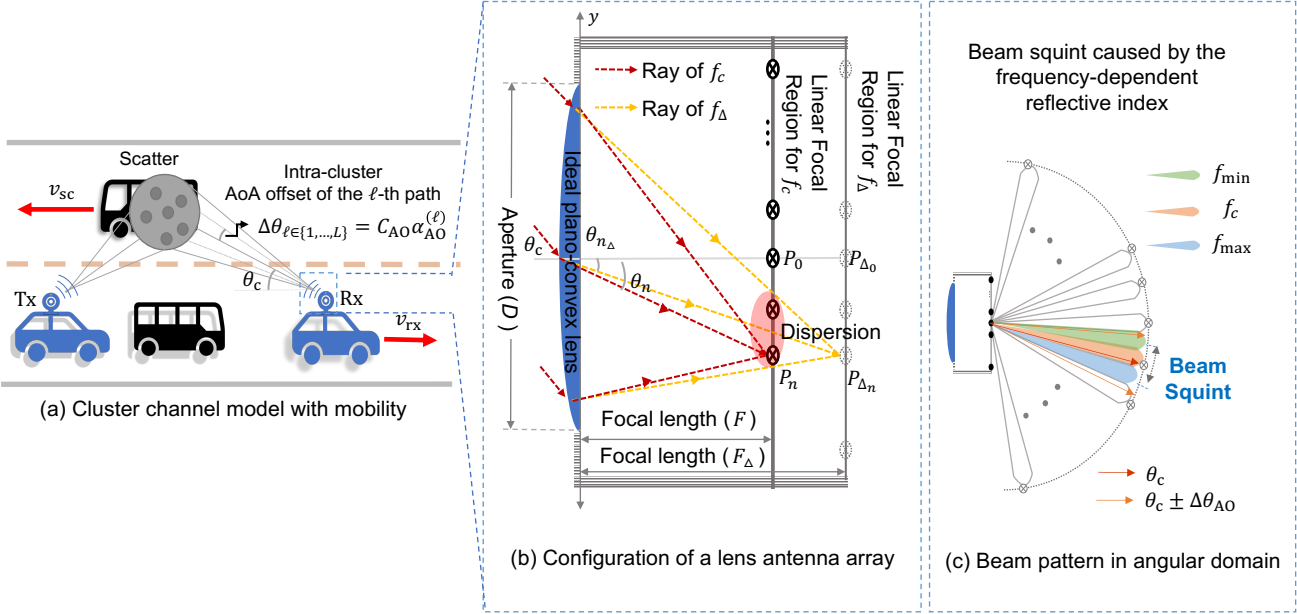 Scatter
Intra-cluster
AoA offset of the ℓ-th path
v_sc
Δθ_{ℓ∈{1,…,L}} = C_AO α_AO^{(ℓ)}
θ_c
Tx
Rx
v_rx
(a) Cluster channel model with mobility
y
Ray of f_c
Ray of f_Δ
Linear Focal
Region for f_c
Linear Focal
Region for f_Δ
Aperture (D)
Ideal plano-convex lens
θ_c
θ_{n_Δ}
θ_n
P_0
P_{Δ_0}
Dispersion
P_n
P_{Δ_n}
Focal length (F)
Focal length (F_Δ)
(b) Configuration of a lens antenna array
Beam squint caused by the
frequency-dependent
reflective index
f_min
f_c
f_max
Beam
Squint
θ_c
θ_c ± Δθ_AO
(c) Beam pattern in angular domain